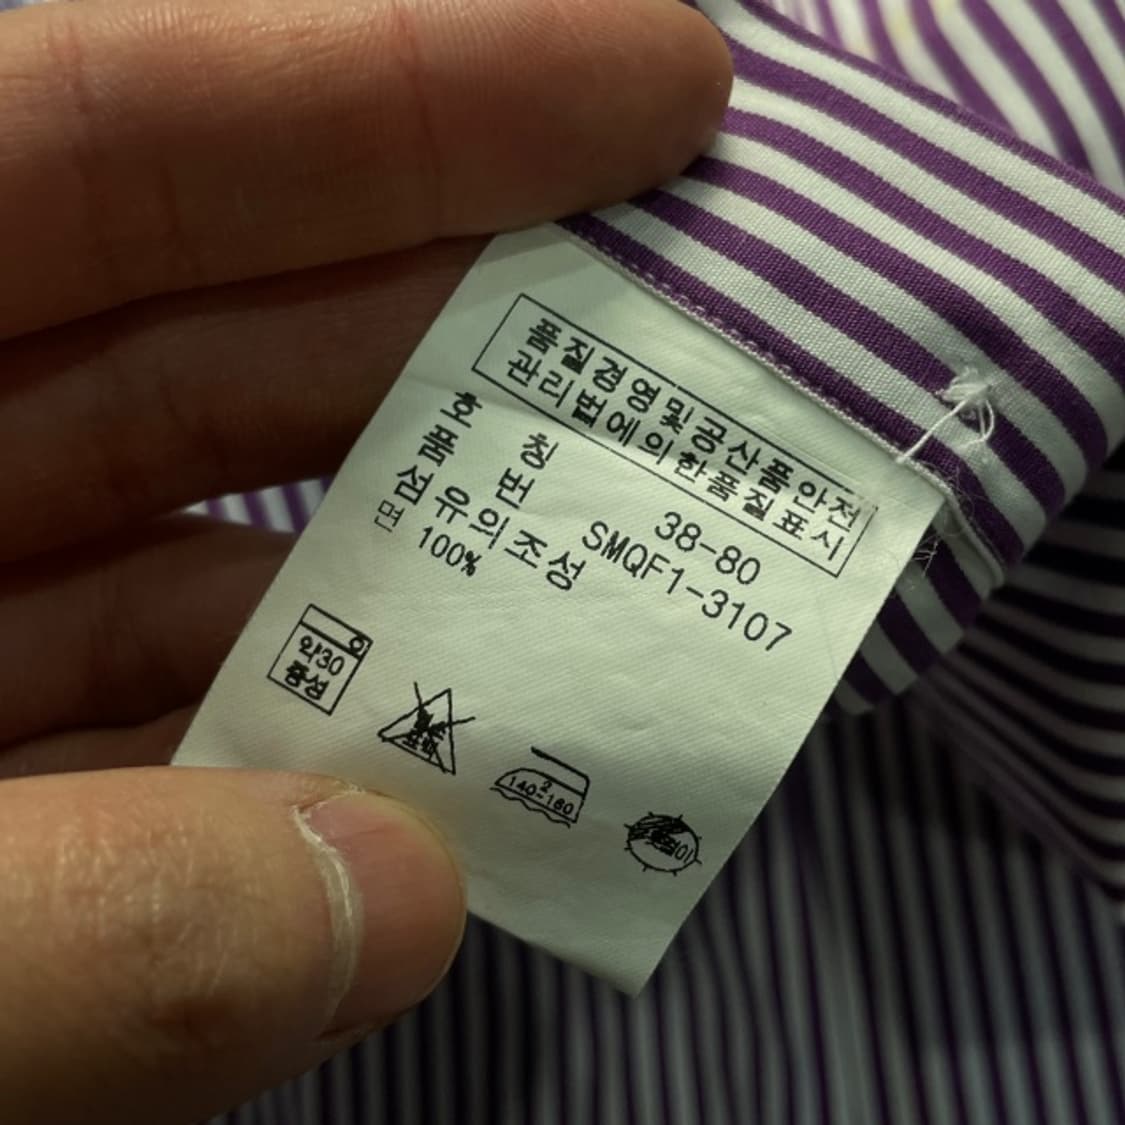 품질경영및공산품안전
관리법에의한품질표시
호 칭 38-80
품 번 SMQF1-3107
섬유의조성
면 100%
약30
중성
2
140~160